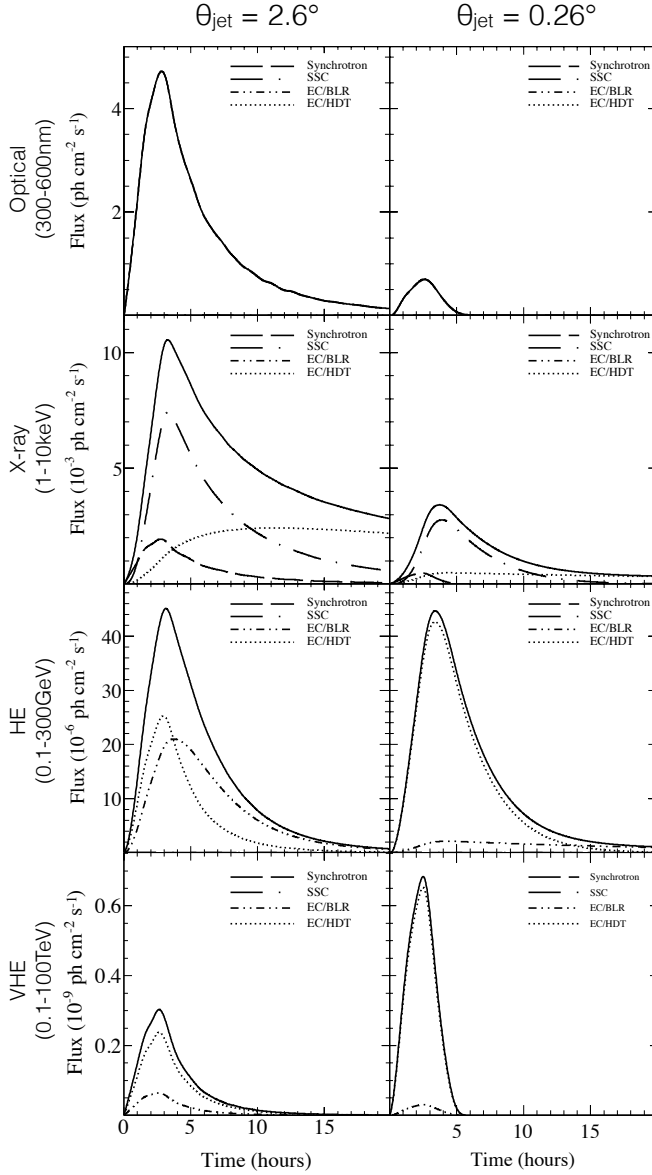 θjet = 2.6° θjet = 0.26°
Optical
(300-600nm)
Flux (ph cm-2 s-1)
4
2
Synchrotron
SSC
EC/BLR
EC/HDT
Synchrotron
SSC
EC/BLR
EC/HDT
X-ray
(1-10keV)
Flux (10-3 ph cm-2 s-1)
10
5
Synchrotron
SSC
EC/BLR
EC/HDT
Synchrotron
SSC
EC/BLR
EC/HDT
HE
(0.1-300GeV)
Flux (10-6 ph cm-2 s-1)
40
30
20
10
Synchrotron
SSC
EC/BLR
EC/HDT
Synchrotron
SSC
EC/BLR
EC/HDT
VHE
(0.1-100TeV)
Flux (10-9 ph cm-2 s-1)
0.6
0.4
0.2
Synchrotron
SSC
EC/BLR
EC/HDT
Synchrotron
SSC
EC/BLR
EC/HDT
0 5 10 15 5 10 15
Time (hours) Time (hours)